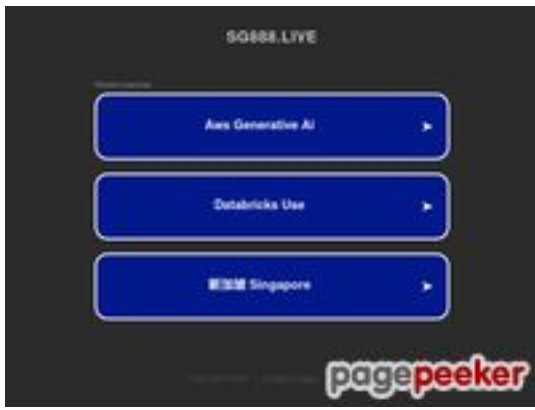 SG888.LIVE
Aws Generative Ai
Databricks Use
新加坡 Singapore
pagepeeker